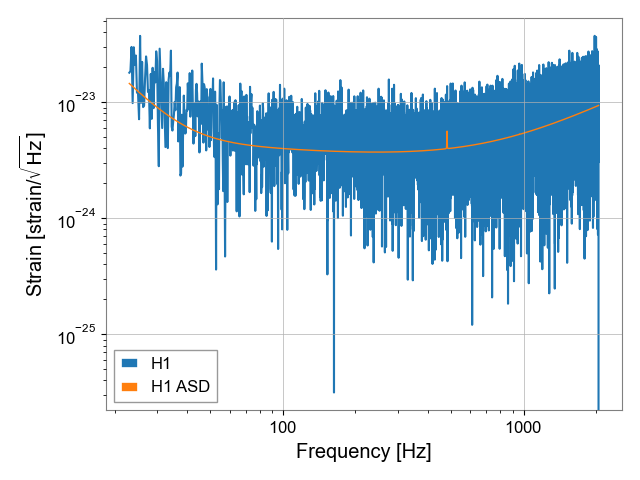 Strain [strain/√Hz]
10⁻²³
10⁻²⁴
10⁻²⁵
H1
H1 ASD
100
1000
Frequency [Hz]